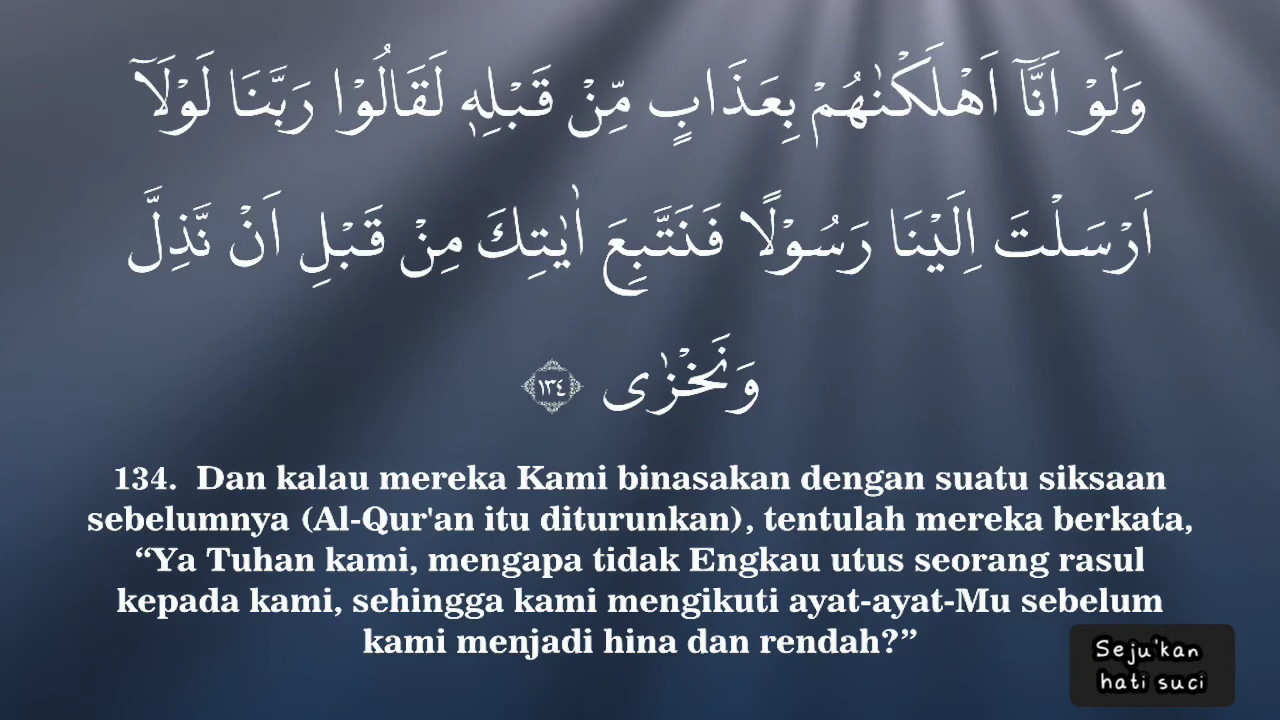 وَلَوْ اَنَّآ اَهْلَكْنٰهُمْ بِعَذَابٍ مِّنْ قَبْلِهٖ لَقَالُوْا رَبَّنَا لَوْلَآ
اَرْسَلْتَ اِلَيْنَا رَسُوْلًا فَنَتَّبِعَ اٰيٰتِكَ مِنْ قَبْلِ اَنْ نَّذِلَّ
وَنَخْزٰى ١٣٤
134. Dan kalau mereka Kami binasakan dengan suatu siksaan
sebelumnya (Al-Qur'an itu diturunkan), tentulah mereka berkata,
“Ya Tuhan kami, mengapa tidak Engkau utus seorang rasul
kepada kami, sehingga kami mengikuti ayat-ayat-Mu sebelum
kami menjadi hina dan rendah?”
Seju'kan
hati suci